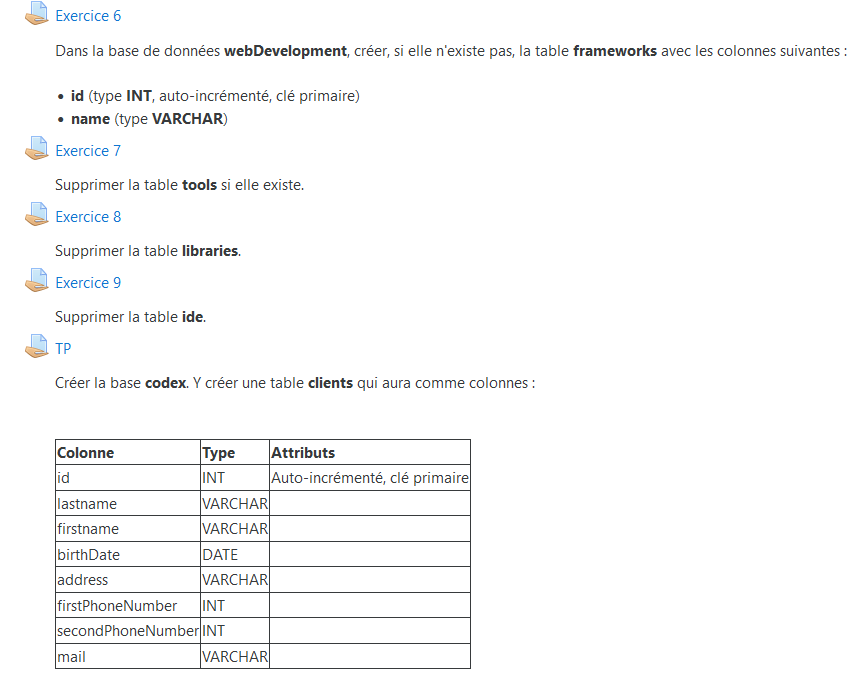 Exercice 6
Dans la base de données webDevelopment, créer, si elle n'existe pas, la table frameworks avec les colonnes suivantes :
• id (type INT, auto-incrémenté, clé primaire)
• name (type VARCHAR)
Exercice 7
Supprimer la table tools si elle existe.
Exercice 8
Supprimer la table libraries.
Exercice 9
Supprimer la table ide.
TP
Créer la base codex. Y créer une table clients qui aura comme colonnes :
Colonne Type Attributs
id INT Auto-incrémenté, clé primaire
lastname VARCHAR
firstname VARCHAR
birthDate DATE
address VARCHAR
firstPhoneNumber INT
secondPhoneNumber INT
mail VARCHAR